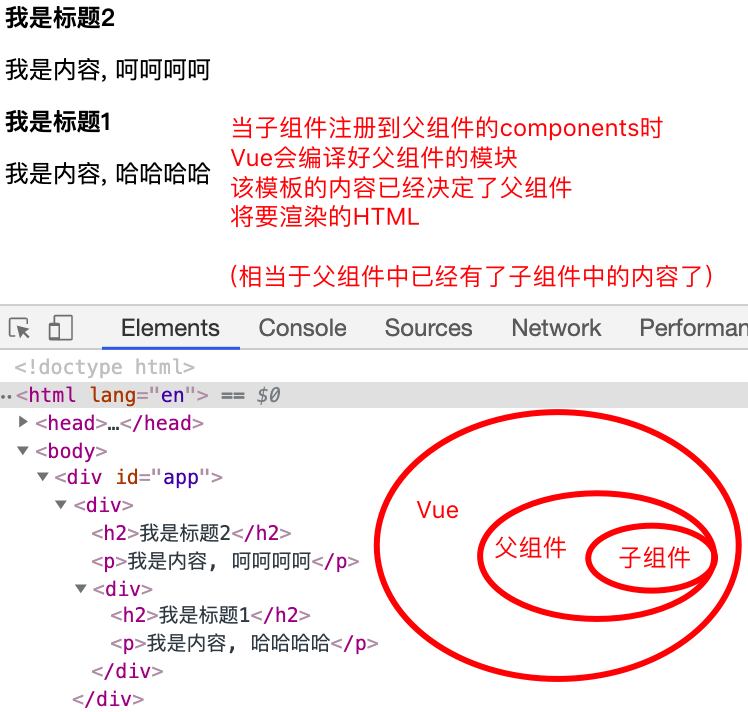 我是标题2
我是内容, 呵呵呵呵
我是标题1
我是内容, 哈哈哈哈
当子组件注册到父组件的components时
Vue会编译好父组件的模块
该模板的内容已经决定了父组件
将要渲染的HTML
（相当于父组件中已经有了子组件中的内容了）
Elements Console Sources Network Performan
<!doctype html>
<html lang="en"> == $0
<head>…</head>
<body>
<div id="app">
<div>
<h2>我是标题2</h2>
<p>我是内容, 呵呵呵呵</p>
<div>
<h2>我是标题1</h2>
<p>我是内容, 哈哈哈哈</p>
</div>
</div>
Vue
父组件
子组件